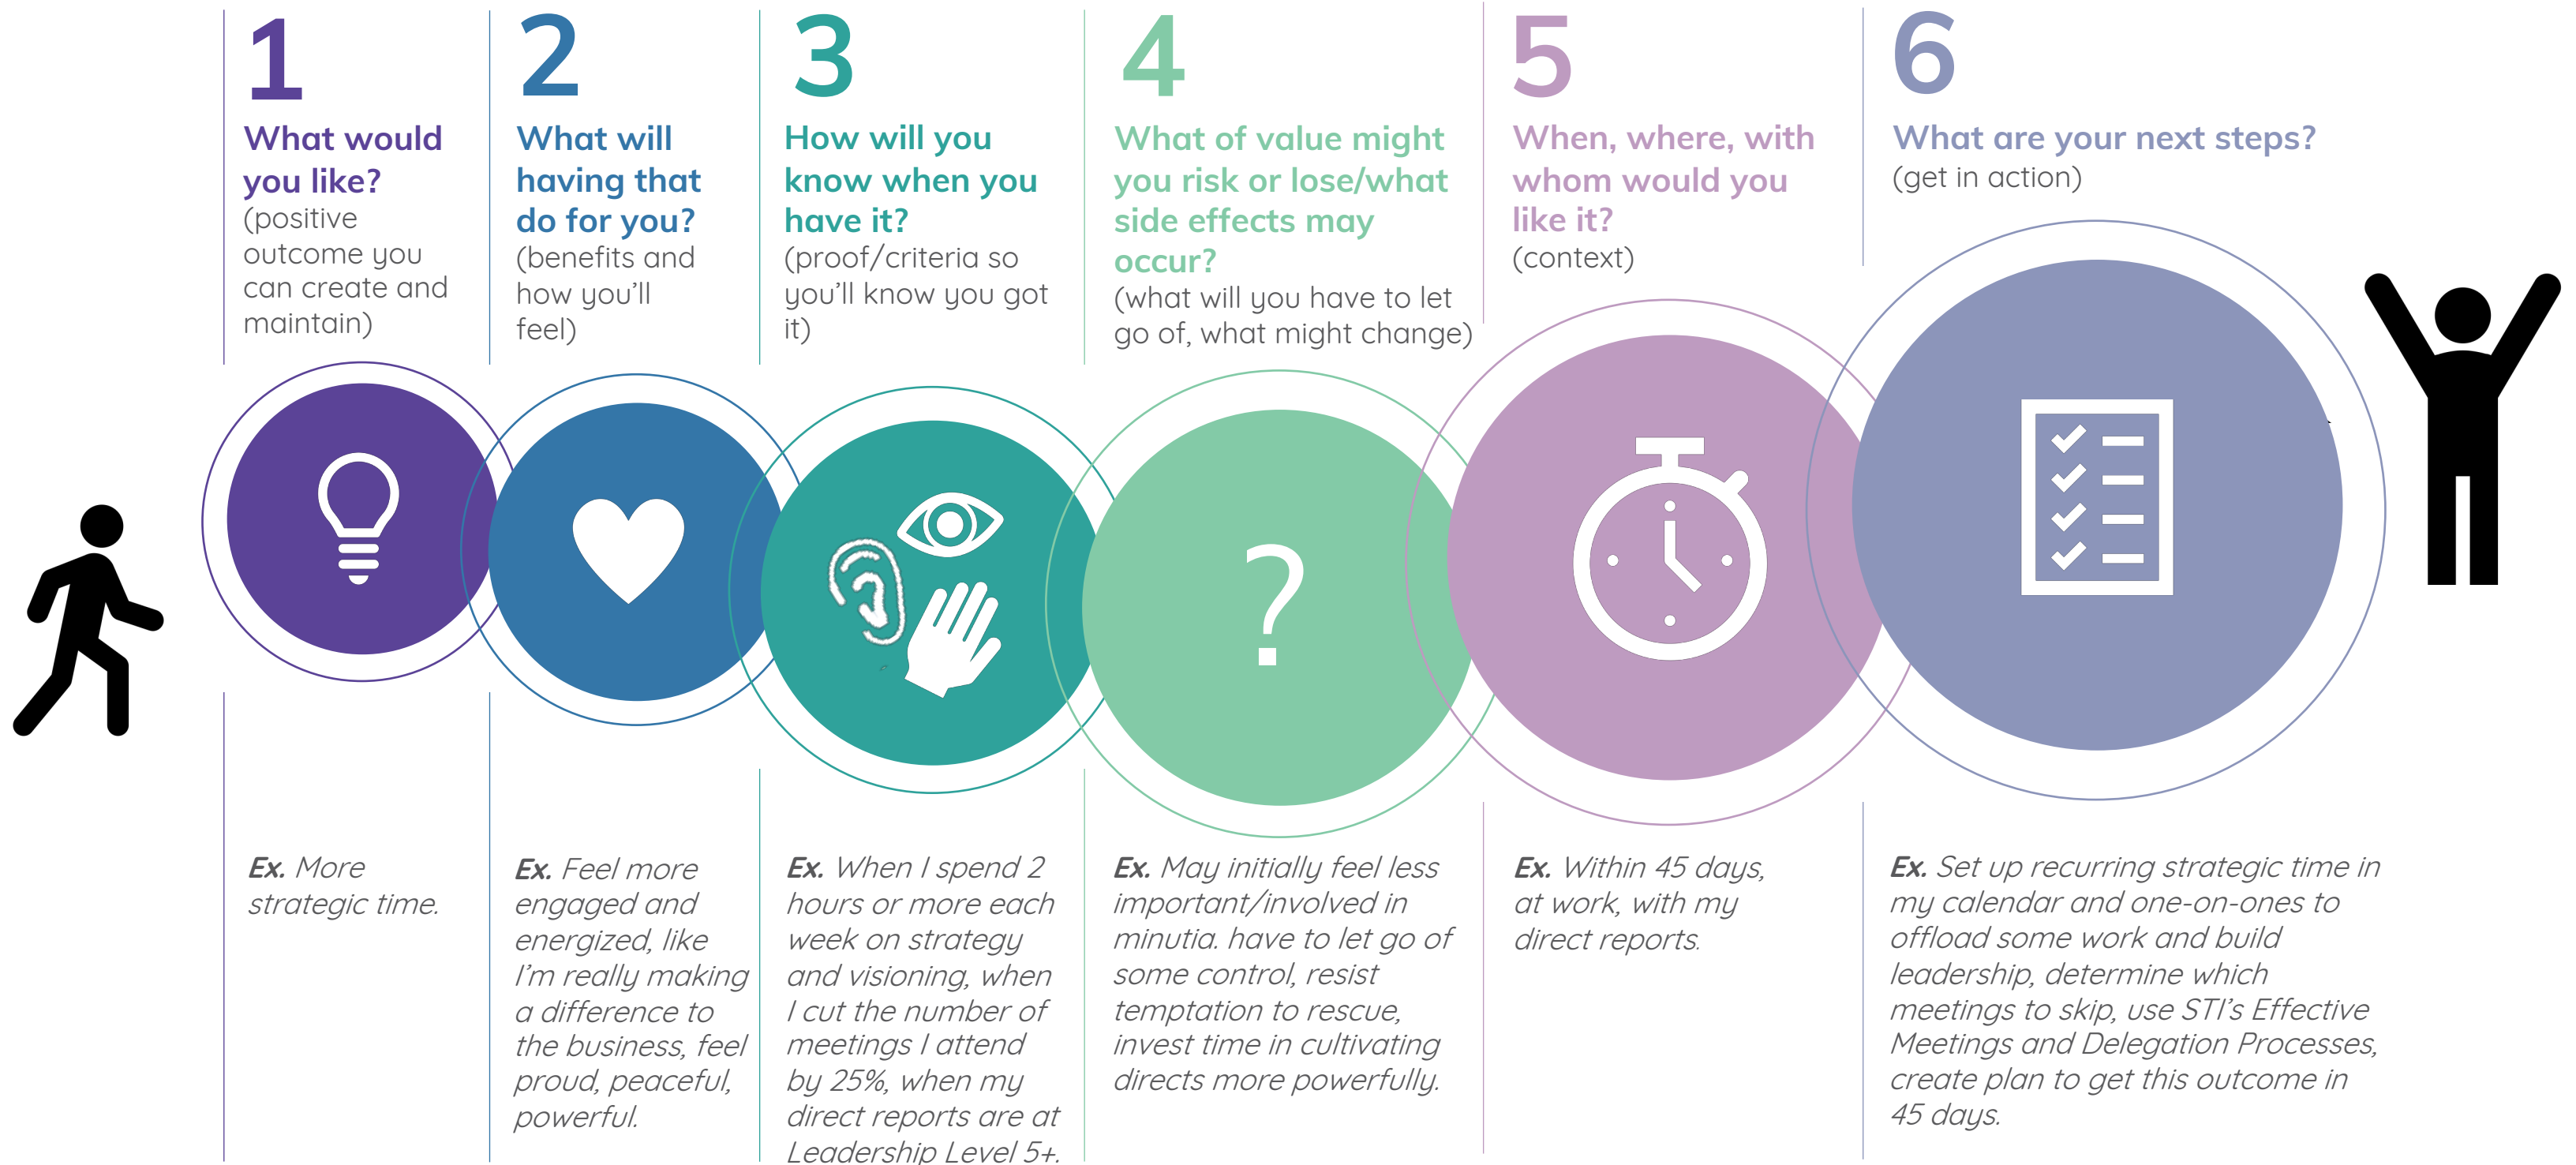 1
What would
you like?
(positive
outcome you
can create and
maintain)
2
What will
having that
do for you?
(benefits and
how you'll
feel)
3
How will you
know when you
have it?
(proof/criteria so
you'll know you got
it)
4
What of value might
you risk or lose/what
side effects may
occur?
(what will you have to let
go of, what might change)
5
When, where, with
whom would you
like it?
(context)
6
What are your next steps?
(get in action)
?
Ex. More
strategic time.
Ex. Feel more
engaged and
energized, like
I'm really making
a difference to
the business, feel
proud, peaceful,
powerful.
Ex. When I spend 2
hours or more each
week on strategy
and visioning, when
I cut the number of
meetings I attend
by 25%, when my
direct reports are at
Leadership Level 5+.
Ex. May initially feel less
important/involved in
minutia. have to let go of
some control, resist
temptation to rescue,
invest time in cultivating
directs more powerfully.
Ex. Within 45 days,
at work, with my
direct reports.
Ex. Set up recurring strategic time in
my calendar and one-on-ones to
offload some work and build
leadership, determine which
meetings to skip, use STI's Effective
Meetings and Delegation Processes,
create plan to get this outcome in
45 days.